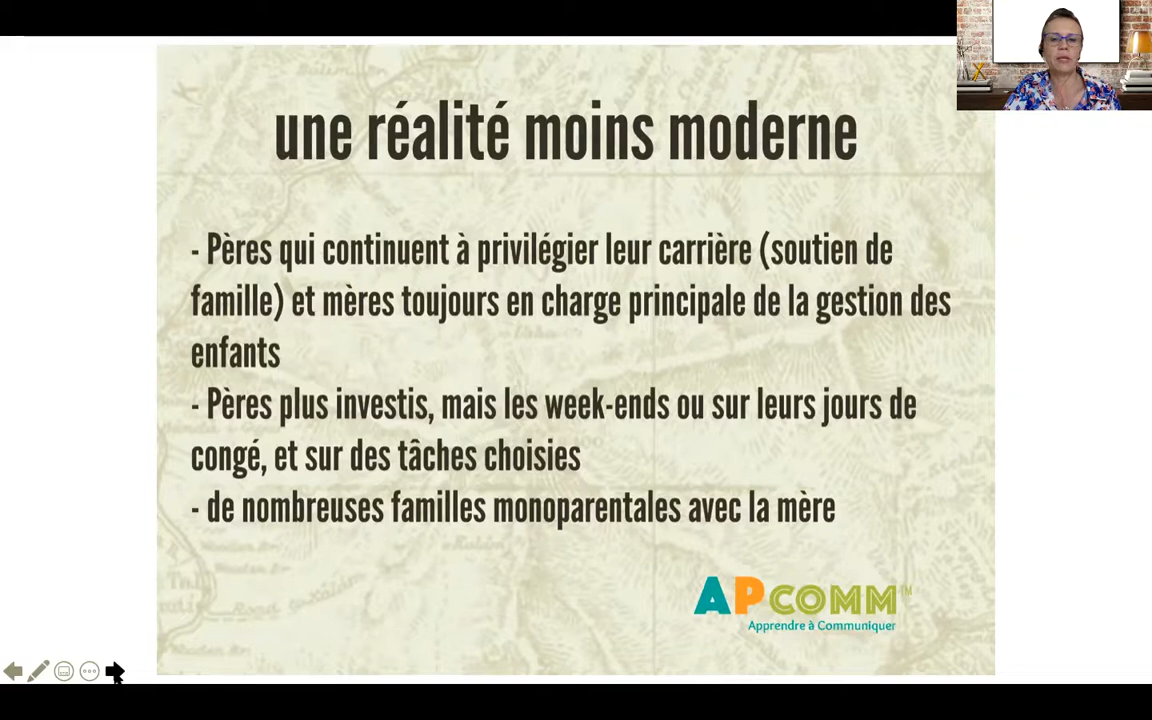 une réalité moins moderne
- Pères qui continuent à privilégier leur carrière (soutien de
famille) et mères toujours en charge principale de la gestion des
enfants
- Pères plus investis, mais les week-ends ou sur leurs jours de
congé, et sur des tâches choisies
- de nombreuses familles monoparentales avec la mère
APCOMM™
Apprendre à Communiquer